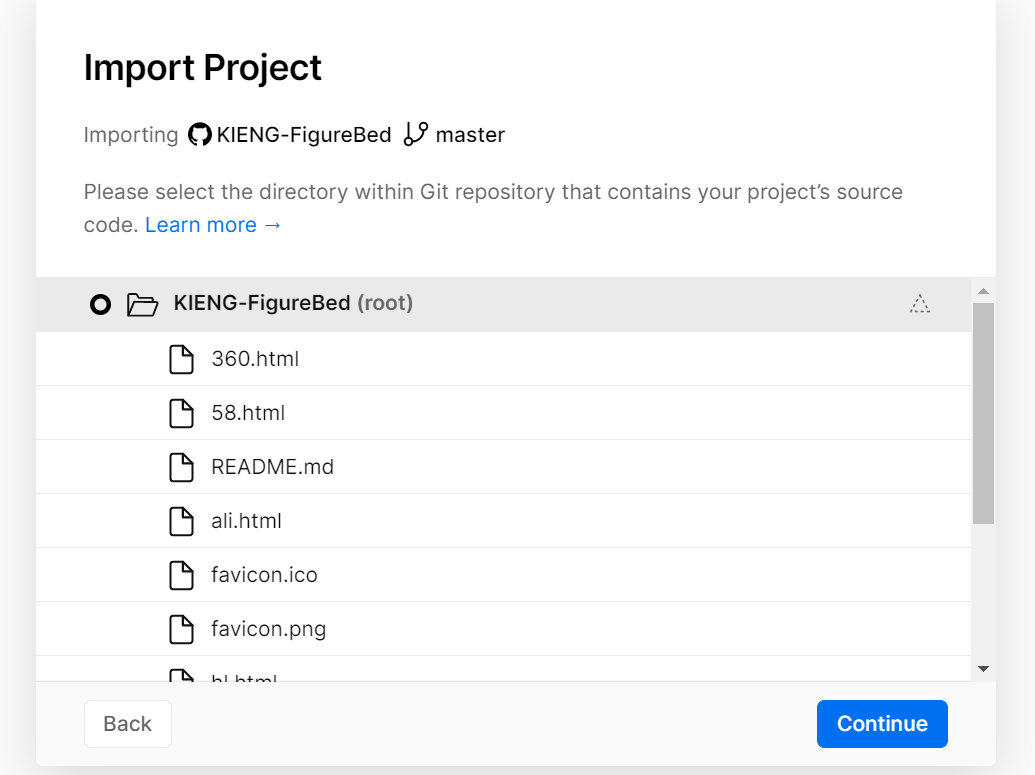 Import Project
Importing KIENG-FigureBed master
Please select the directory within Git repository that contains your project’s source
code. Learn more →
KIENG-FigureBed (root)
360.html
58.html
README.md
ali.html
favicon.ico
favicon.png
Back
Continue